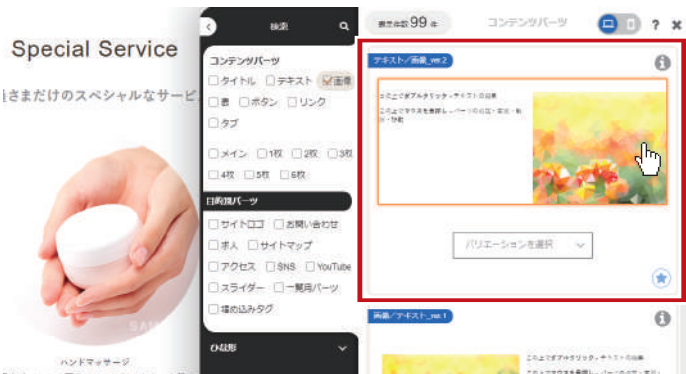 Special Service
さまだけのスペシャルなサービ
ハンドマッサージ
検索
コンテンツパーツ
タイトル テキスト 画像
表 ボタン リンク
タブ
メイン 1枚 2枚 3枚
4枚 5枚 6枚
目的別パーツ
サイトロゴ お問い合わせ
求人 サイトマップ
アクセス SNS YouTube
スライダー 一覧用パーツ
埋め込みタグ
ひな形
表示件数 99 件
コンテンツパーツ
テキスト/画像_ver.2
バリエーションを選択
画像/テキスト_ver.1